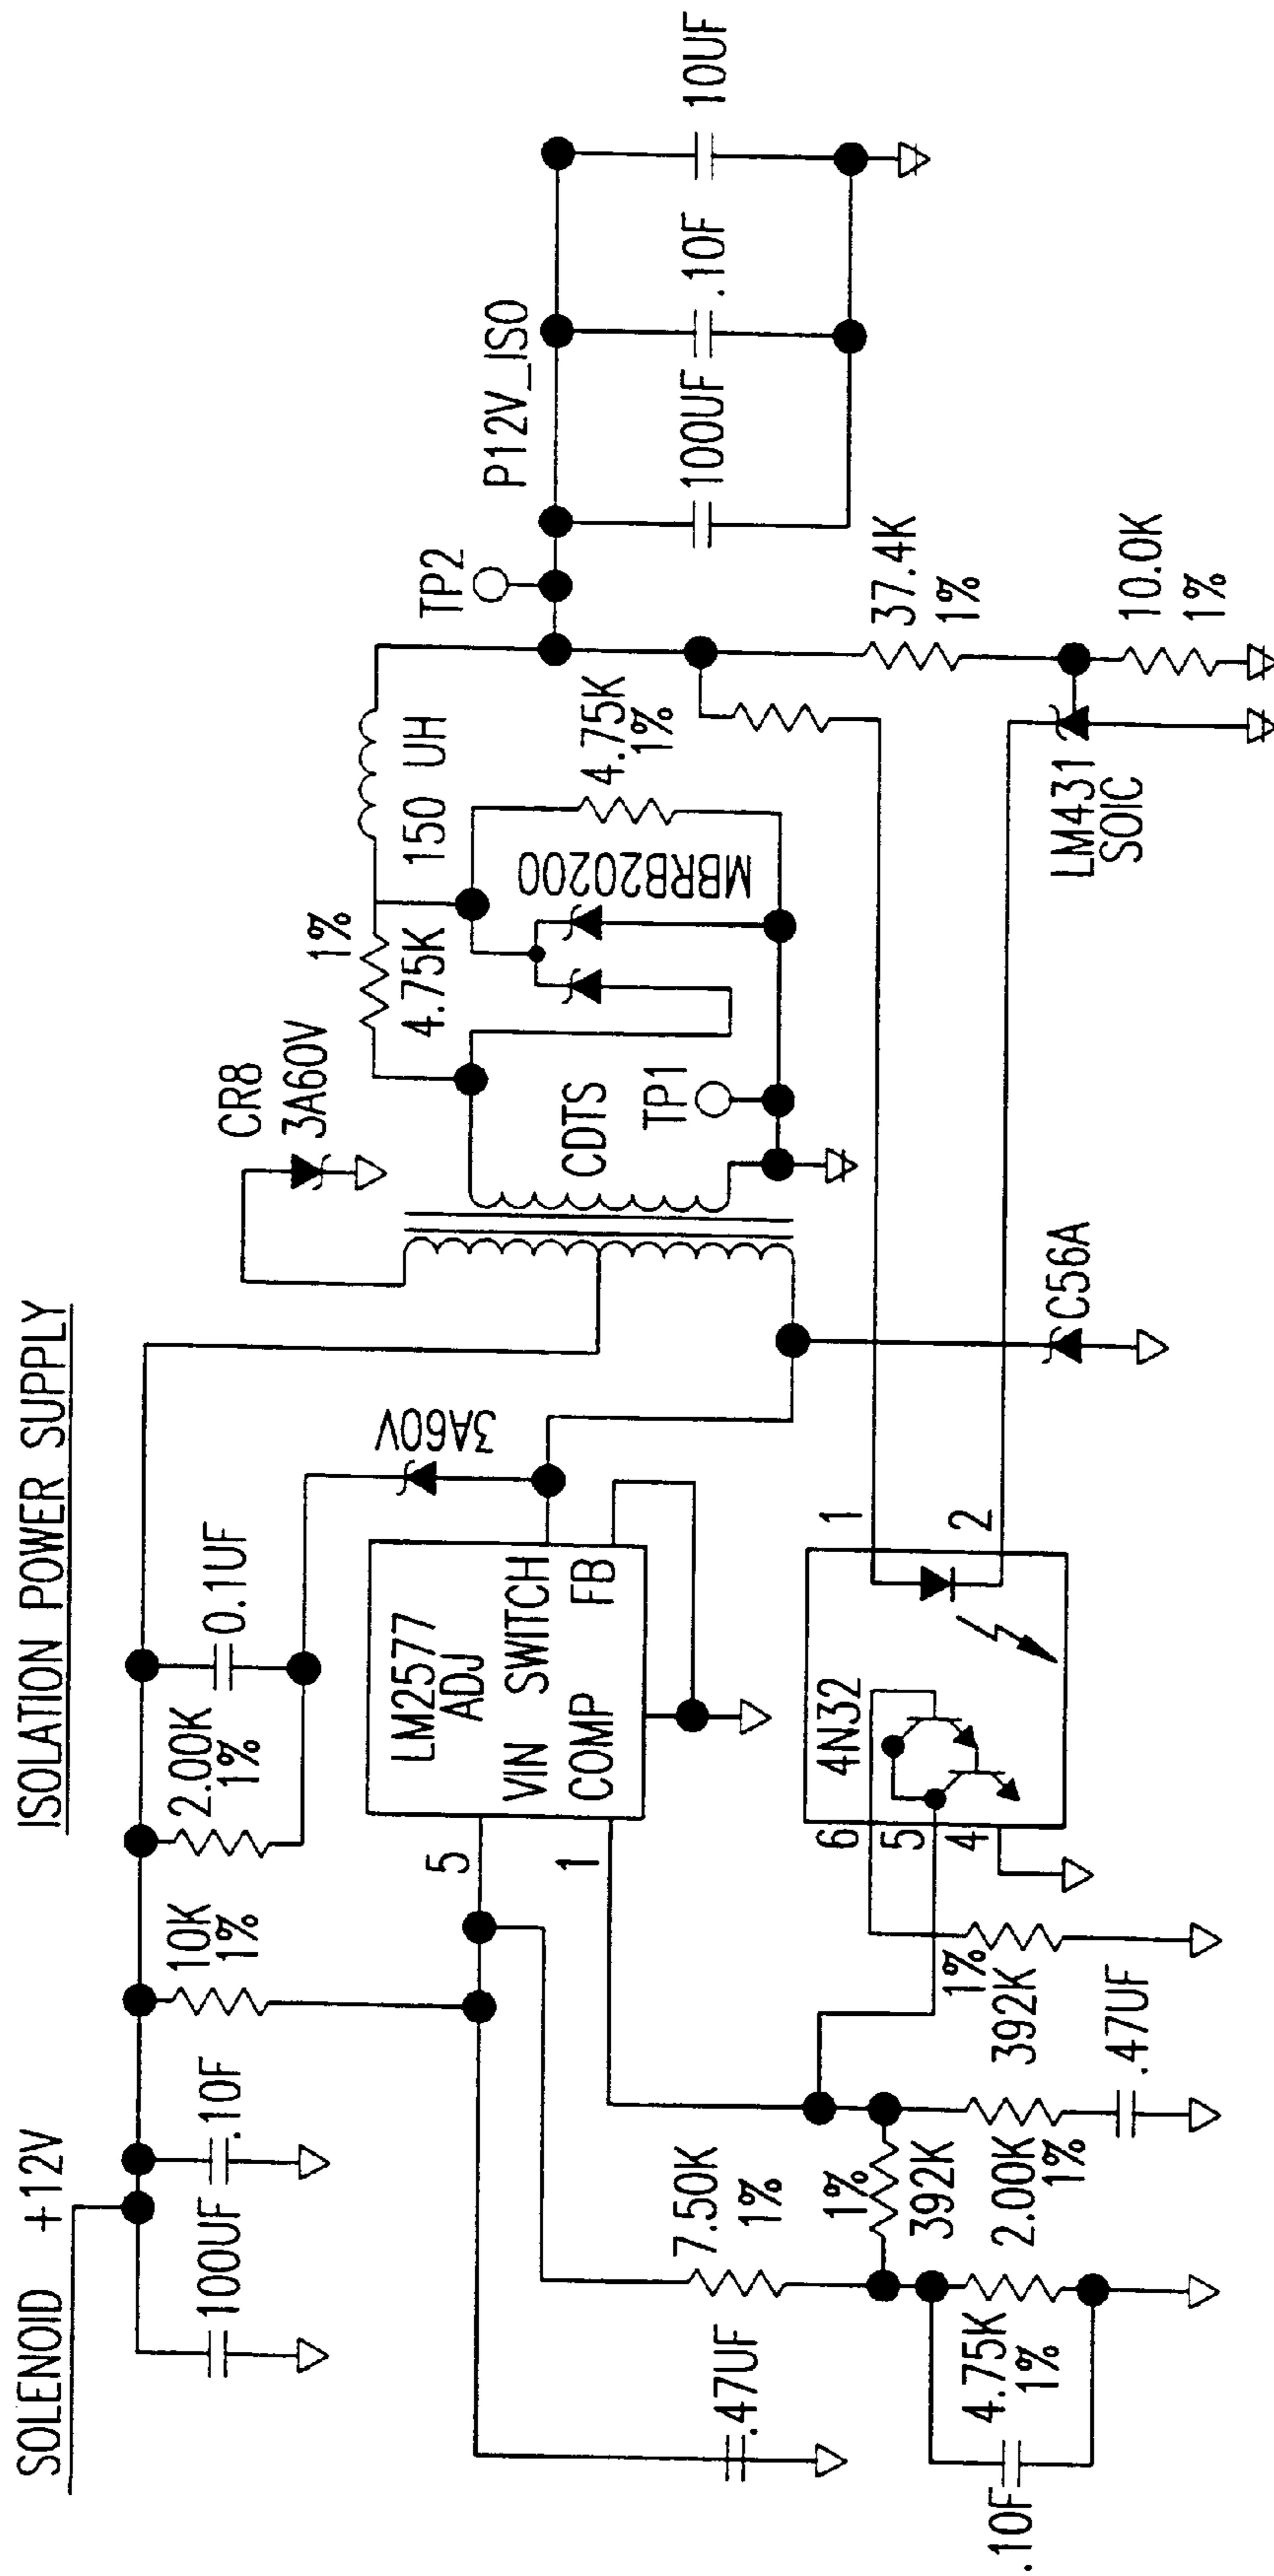 ISOLATION POWER SUPPLY
SOLENOID +12V
100UF
.10F
10K
1%
2.00K
1%
0.1UF
3A60V
CR8
3A60V
1%
4.75K
150 UH
TP2
P12V_ISO
100UF
.10F
10UF
LM2577
ADJ
VIN SWITCH
COMP FB
5
1
CDTS
TP1
MBRB20200
4.75K
1%
37.4K
1%
10.0K
1%
LM431
SOIC
C56A
4N32
6
5
4
1
2
1%
392K
.47UF
7.50K
1%
1%
392K
2.00K
1%
.47UF
4.75K
1%
.10F